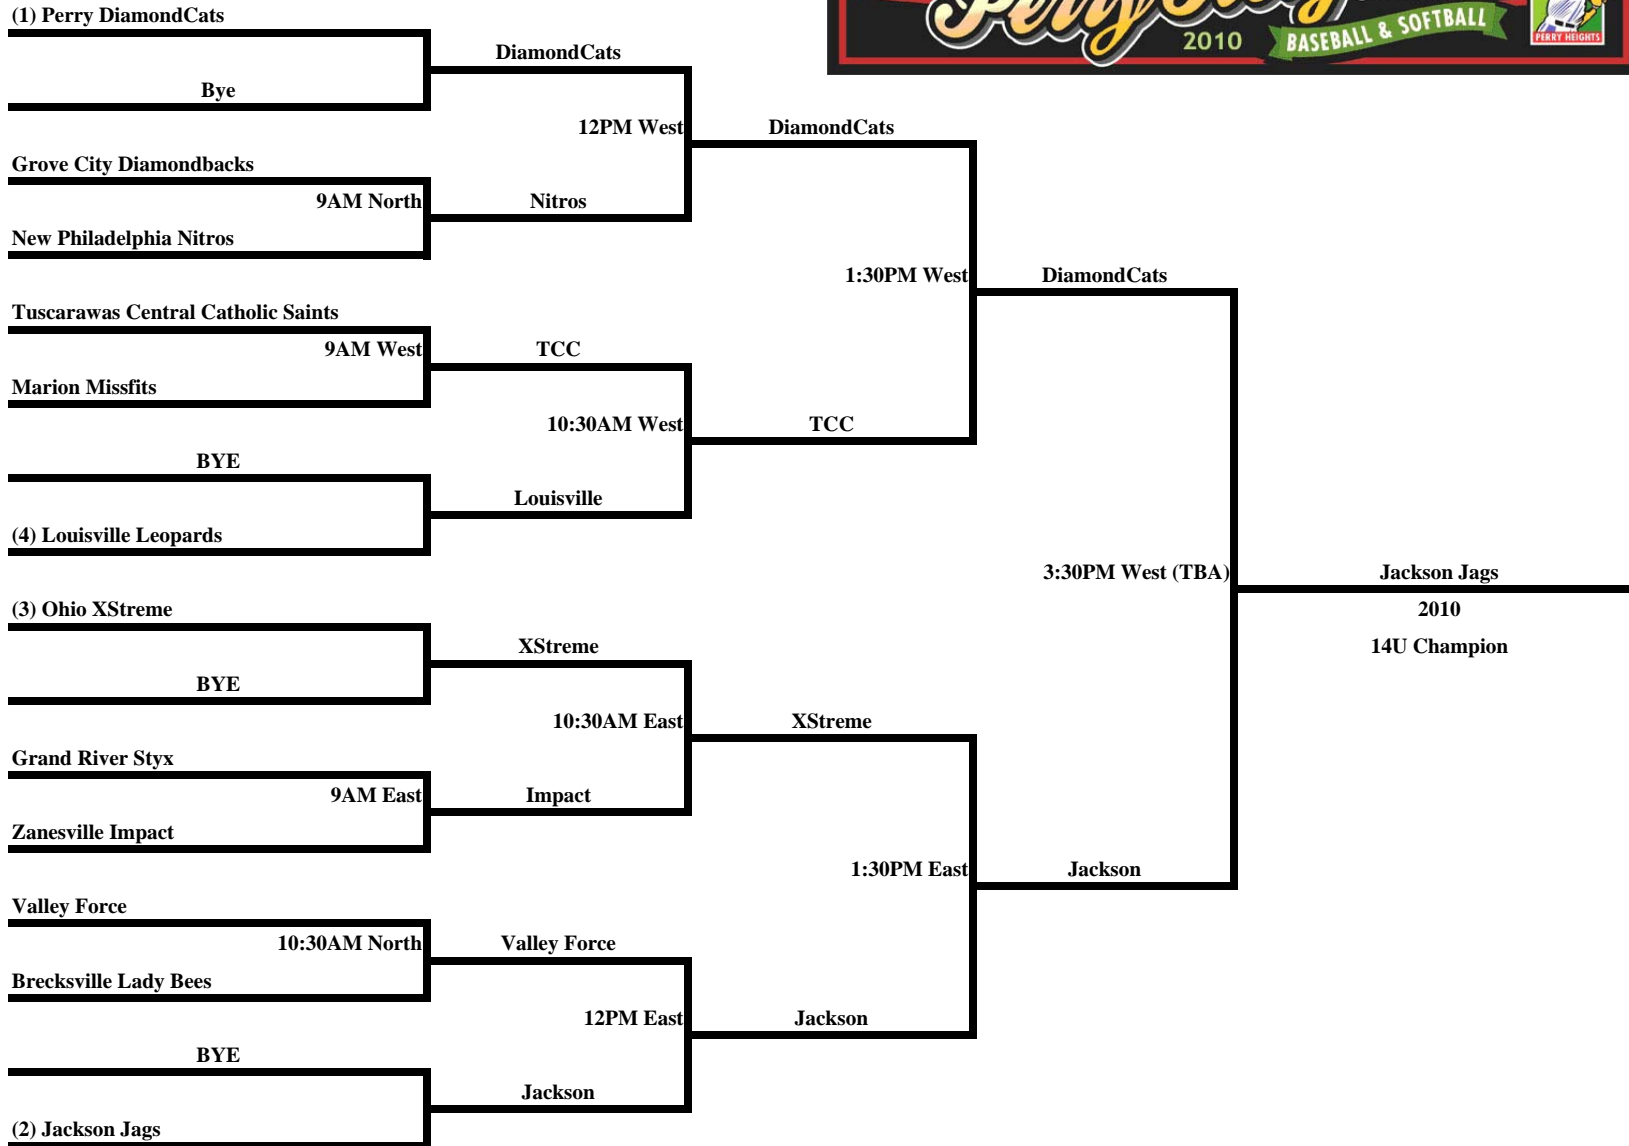 (1) Perry DiamondCats
Perry
2010
BASEBALL & SOFTBALL
PERRY HEIGHTS
DiamondCats
Bye
12PM West
DiamondCats
Grove City Diamondbacks
9AM North
Nitros
New Philadelphia Nitros
1:30PM West
DiamondCats
Tuscarawas Central Catholic Saints
9AM West
TCC
Marion Missfits
10:30AM West
TCC
BYE
Louisville
(4) Louisville Leopards
3:30PM West (TBA)
Jackson Jags
2010
14U Champion
(3) Ohio XStreme
XStreme
BYE
10:30AM East
XStreme
Grand River Styx
9AM East
Impact
Zanesville Impact
1:30PM East
Jackson
Valley Force
10:30AM North
Valley Force
Brecksville Lady Bees
12PM East
Jackson
BYE
Jackson
(2) Jackson Jags